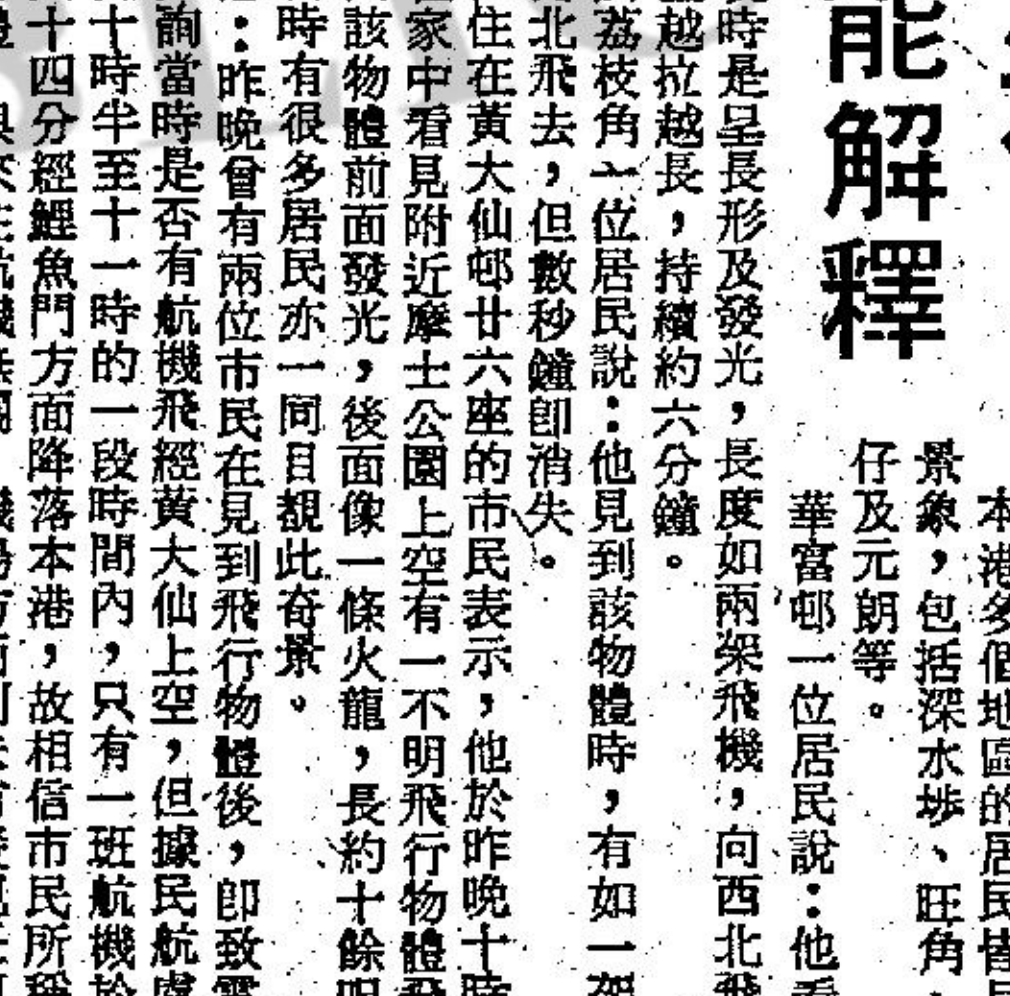 能解釋
本港多個地區的居民皆
景象，包括深水埗、旺角、
仔及元朗等。
華富邨一位居民說：他看
時是呈長形及發光，長度如兩架飛機，向西北飛
越拉越長，持續約六分鐘。
荔枝角一位居民說：他見到該物體時，有如一架
北飛去，但數秒鐘即消失。
住在黃大仙邨廿六座的市民表示，他於昨晚十時
家中看見附近摩士公園上空有一不明飛行物體飛
該物體前面發光，後面像一條火龍，長約十餘呎
時有很多居民亦一同目覩此奇景。
：昨晚曾有兩位市民在見到飛行物體後，即致電
詢當時是否有航機飛經黃大仙上空，但據民航處
十時半至十一時的一段時間內，只有一班航機於
十四分經鯉魚門方面降落本港，故相信市民所稱